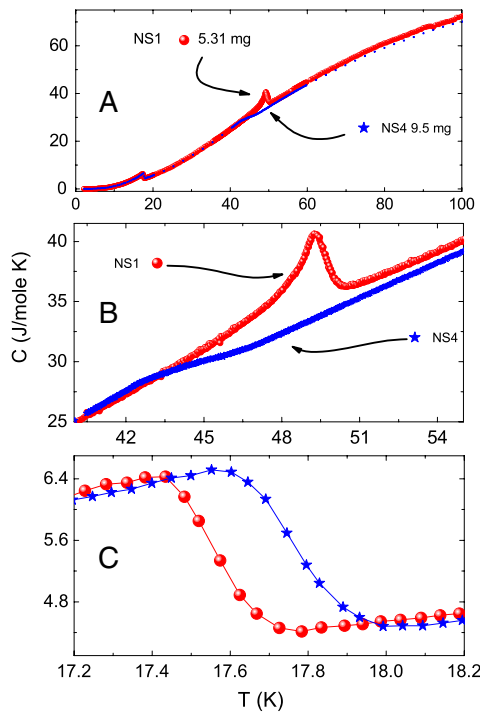 NS1 5.31 mg
A
NS4 9.5 mg
60
40
20
0
0 20 40 60 80 100
B
NS1
NS4
40
35
30
25
42 45 48 51 54
C (J/mole K)
C
6.4
5.6
4.8
17.2 17.4 17.6 17.8 18.0 18.2
T (K)